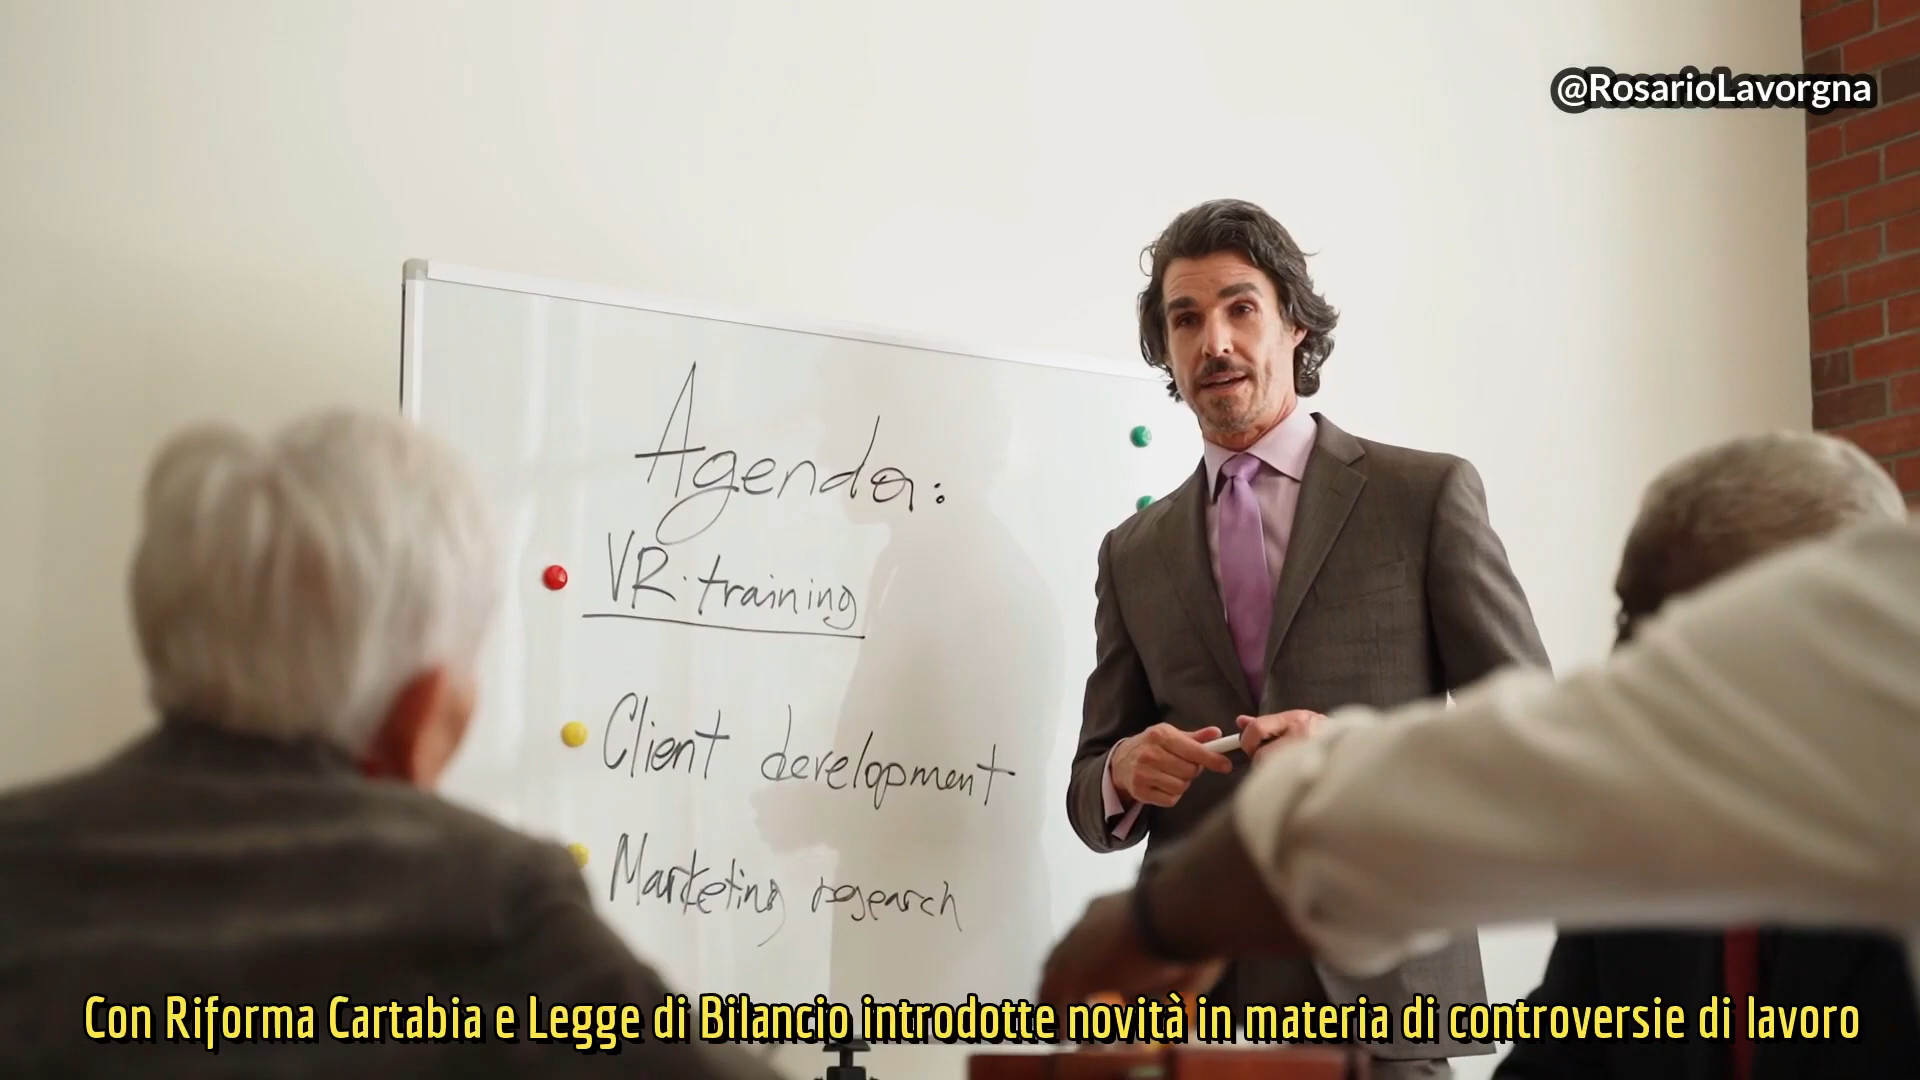 @RosarioLavorgna
Agenda:
VR training
Client development
Marketing research
Con Riforma Cartabia e Legge di Bilancio introdotte novità in materia di controversie di lavoro